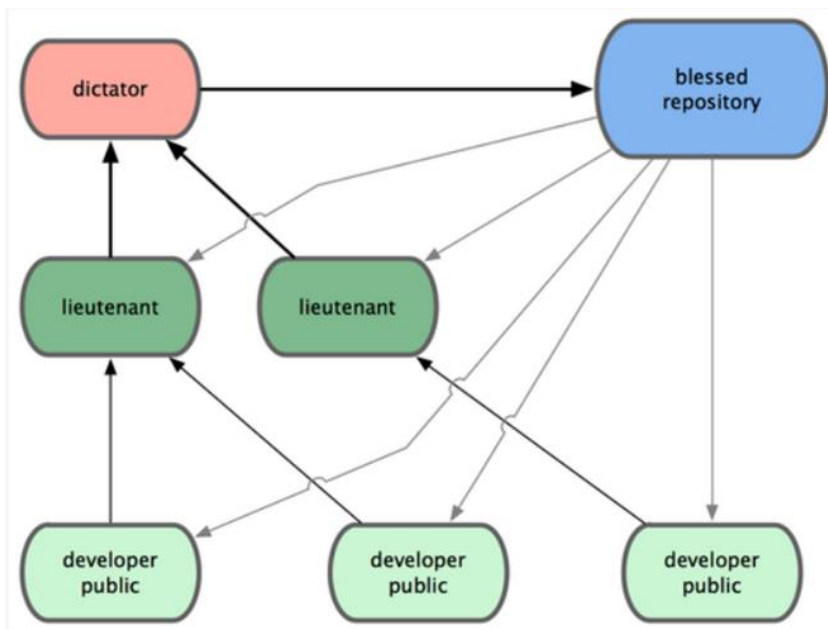 dictator
blessed
repository
lieutenant
lieutenant
developer
public
developer
public
developer
public